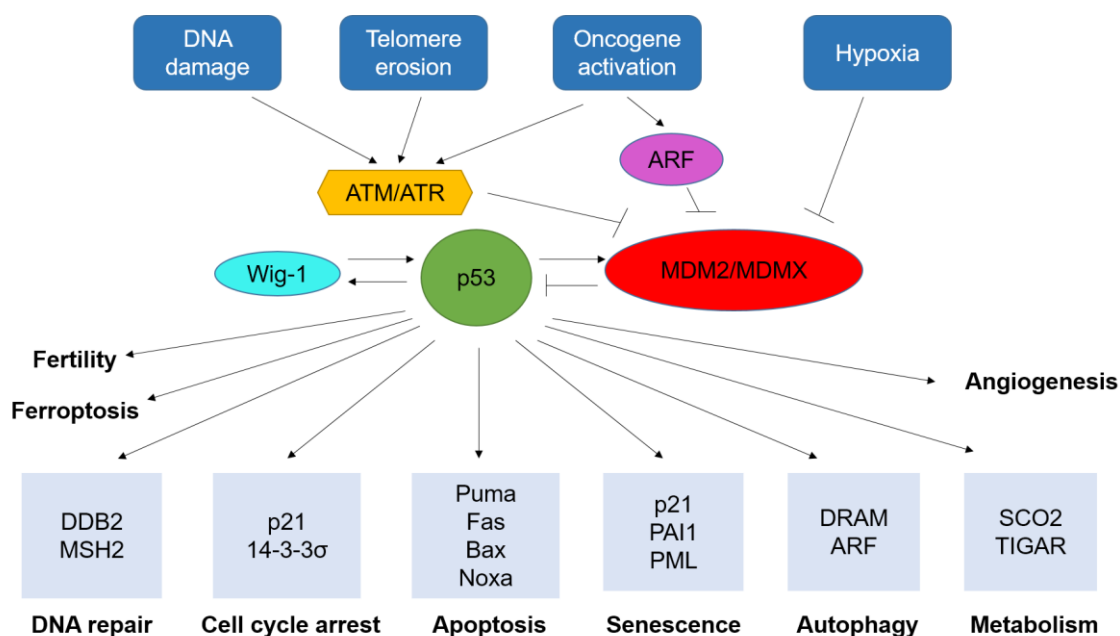 DNA
damage
Telomere
erosion
Oncogene
activation
Hypoxia
ARF
ATM/ATR
Wig-1
p53
MDM2/MDMX
Fertility
Ferroptosis
Angiogenesis
DDB2
MSH2
p21
14-3-3σ
Puma
Fas
Bax
Noxa
p21
PAI1
PML
DRAM
ARF
SCO2
TIGAR
DNA repair
Cell cycle arrest
Apoptosis
Senescence
Autophagy
Metabolism